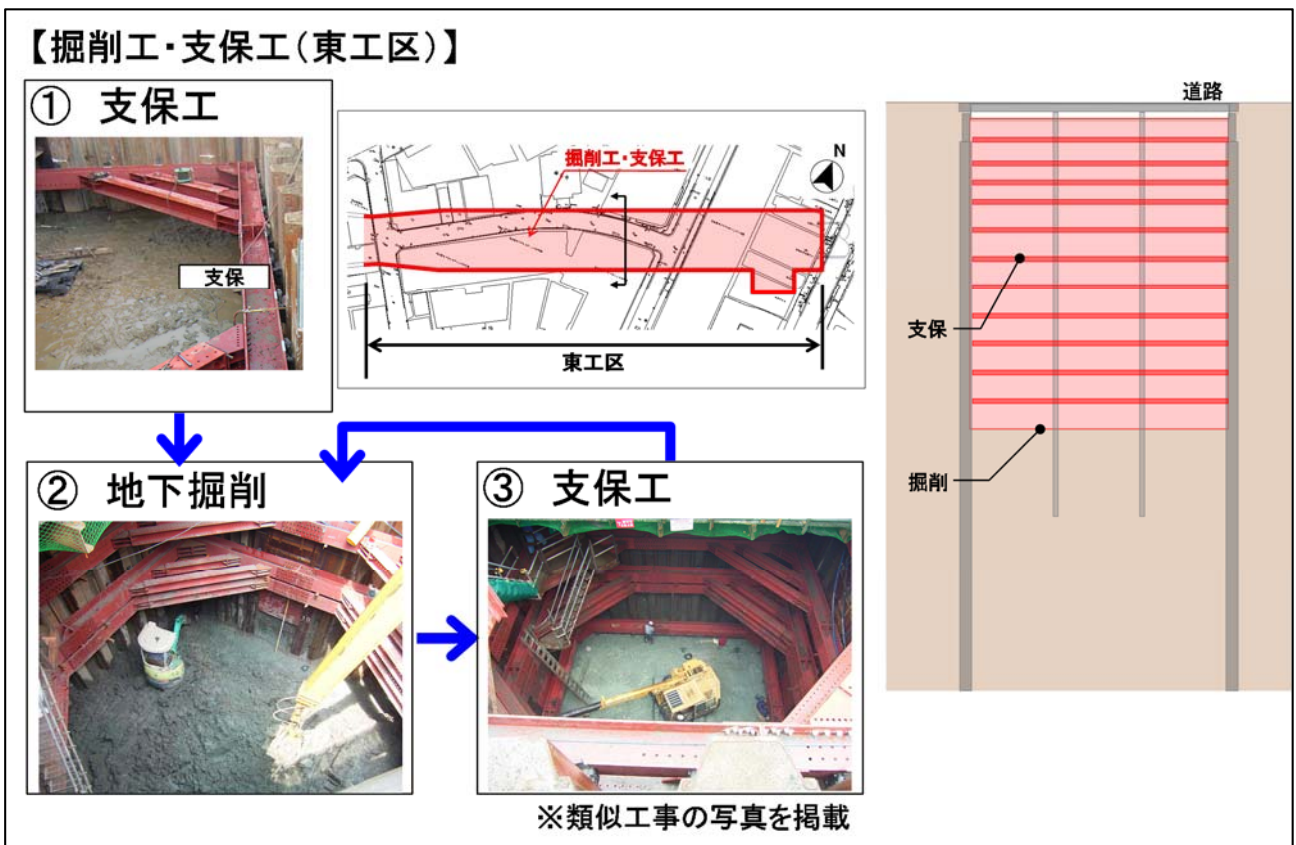 【掘削工・支保工(東工区)】
① 支保工
支保
掘削工・支保工
N
東工区
道路
支保
掘削
② 地下掘削
③ 支保工
※類似工事の写真を掲載